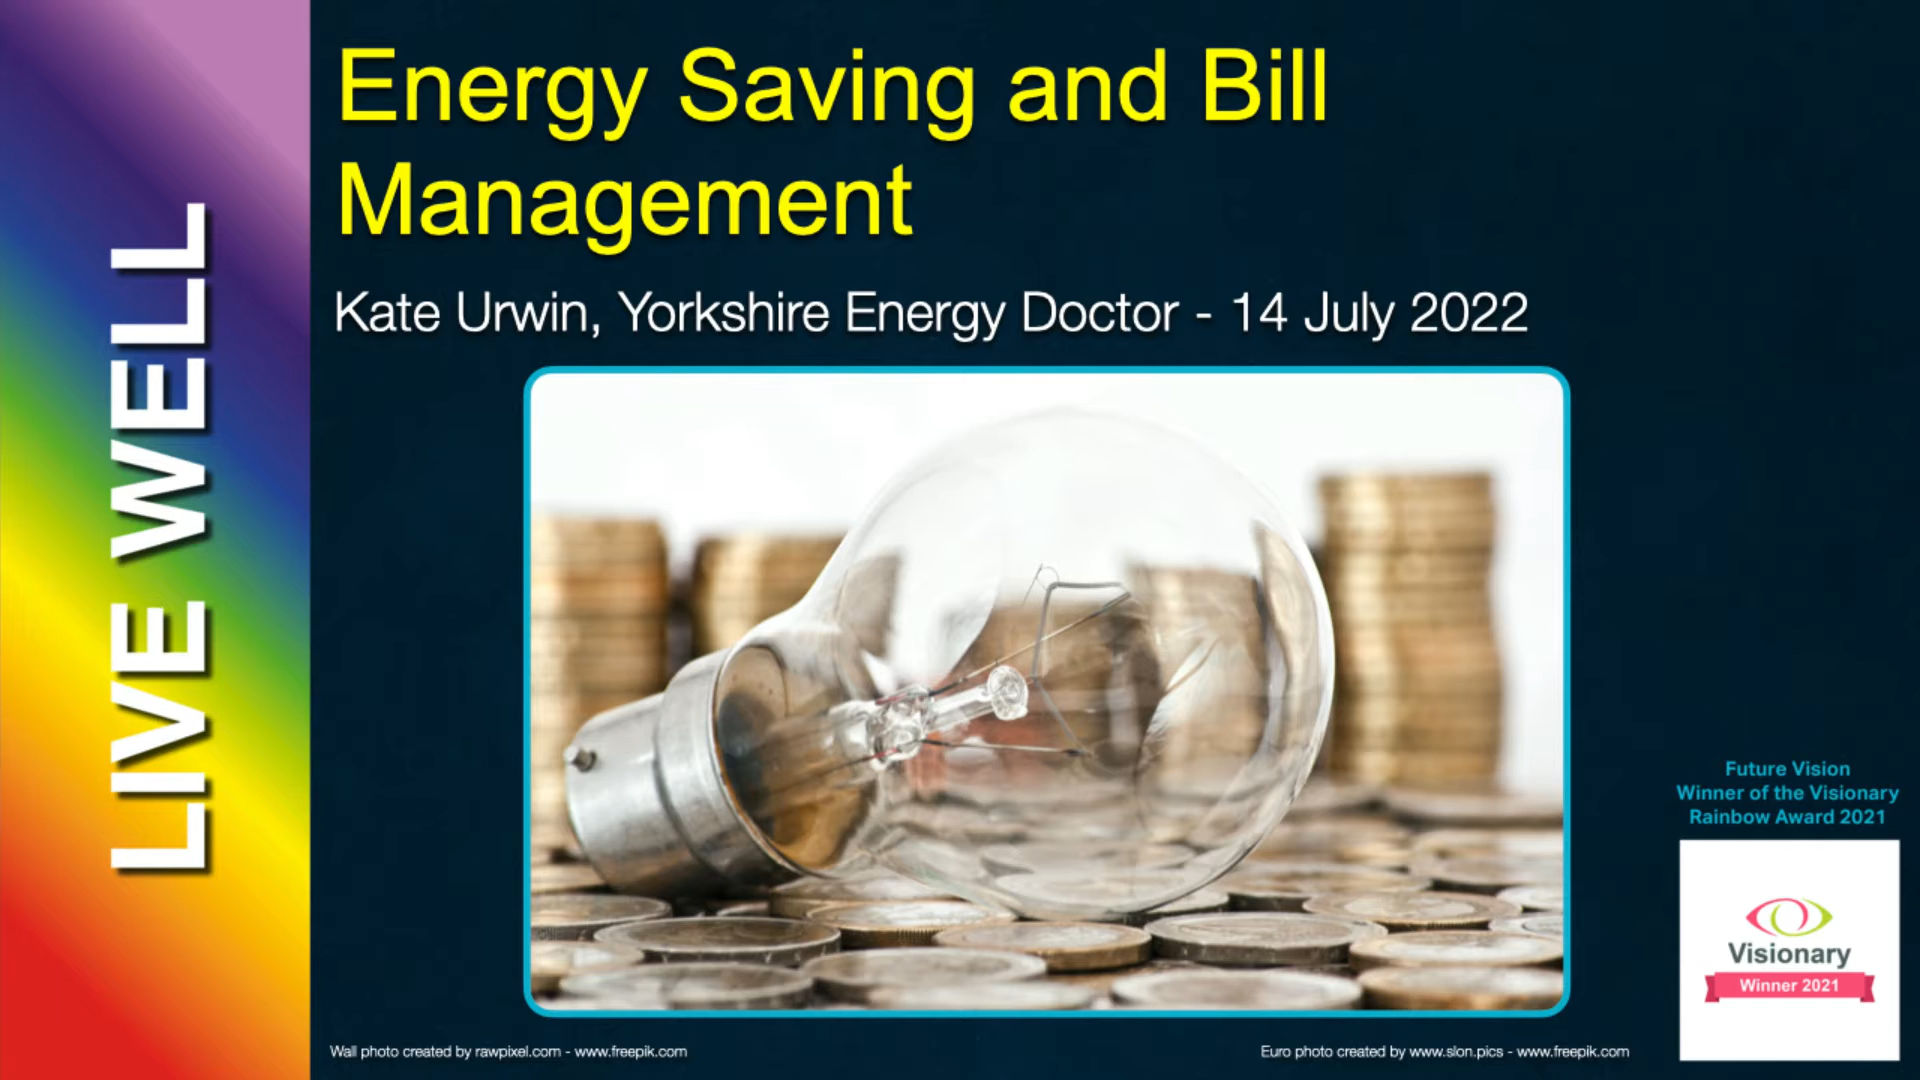 LIVE WELL
Energy Saving and Bill
Management
Kate Urwin, Yorkshire Energy Doctor - 14 July 2022
Future Vision
Winner of the Visionary
Rainbow Award 2021
Visionary
Winner 2021
Wall photo created by rawpixel.com - www.freepik.com
Euro photo created by www.slon.pics - www.freepik.com